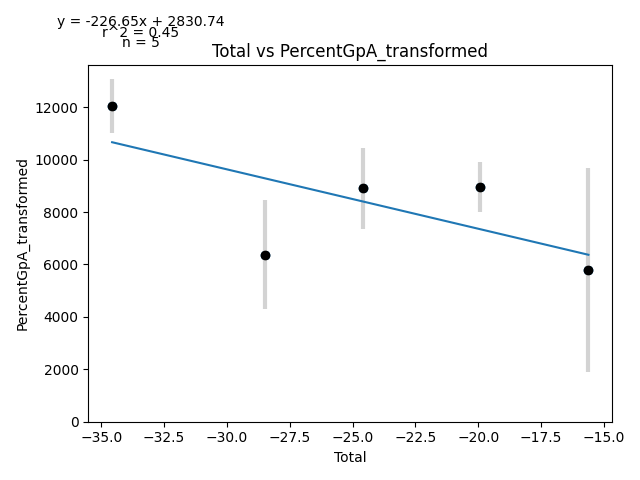 y = -226.65x + 2830.74
r^2 = 0.45
n = 5
Total vs PercentGpA_transformed
PercentGpA_transformed
12000
10000
8000
6000
4000
2000
0
−35.0 −32.5 −30.0 −27.5 −25.0 −22.5 −20.0 −17.5 −15.0
Total